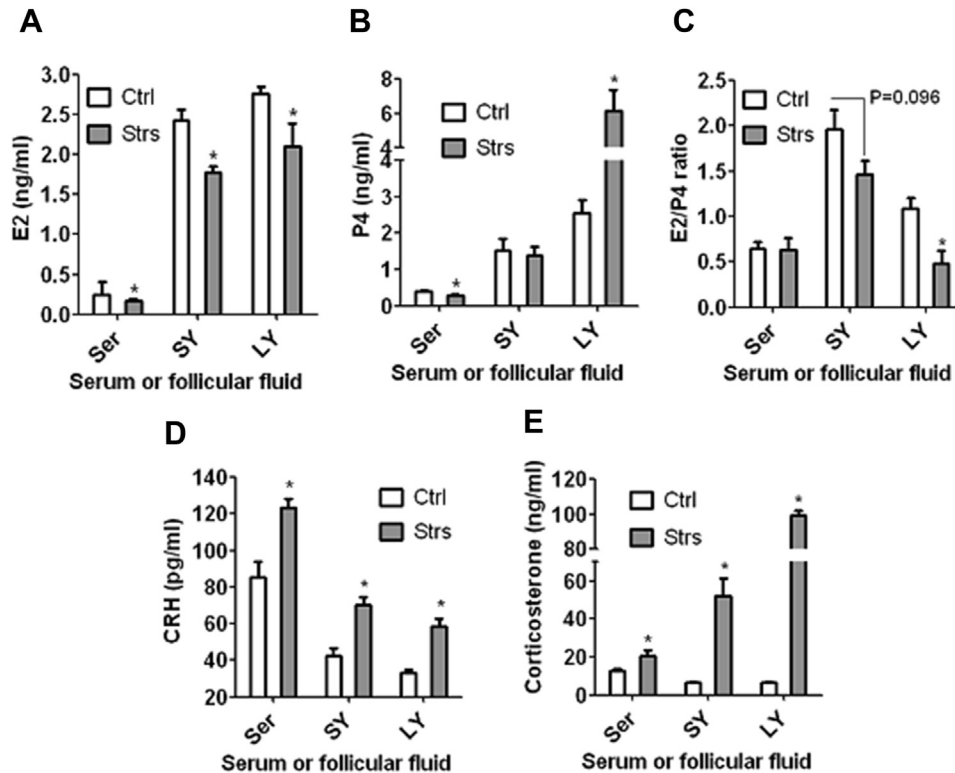 A
E2 (ng/ml)
3.0
2.5
2.0
1.5
1.0
0.5
0.0
Ctrl
Strs
*
*
*
Ser
SY
LY
Serum or follicular fluid
B
P4 (ng/ml)
8
6
4
3
2
1
0
Ctrl
Strs
*
*
Ser
SY
LY
Serum or follicular fluid
C
E2/P4 ratio
2.5
2.0
1.5
1.0
0.5
0.0
Ctrl
Strs
P=0.096
*
Ser
SY
LY
Serum or follicular fluid
D
CRH (pg/ml)
140
120
100
80
60
40
20
Ctrl
Strs
*
*
*
Ser
SY
LY
Serum or follicular fluid
E
Corticosterone (ng/ml)
120
100
80
60
40
20
0
Ctrl
Strs
*
*
*
Ser
SY
LY
Serum or follicular fluid